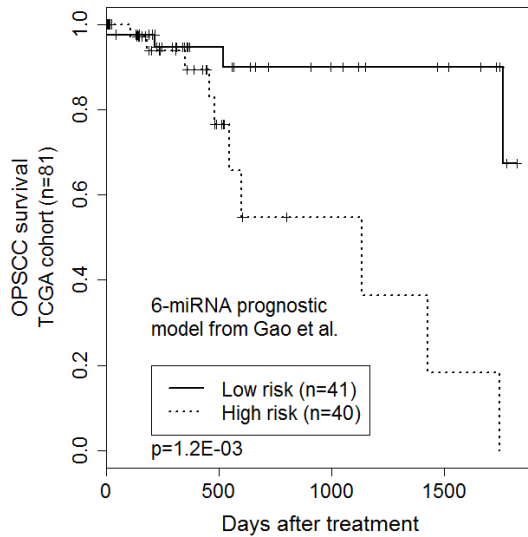 OPSCC survival
TCGA cohort (n=81)
1.0
0.8
0.6
0.4
0.2
0.0
6-miRNA prognostic
model from Gao et al.
Low risk (n=41)
High risk (n=40)
p=1.2E-03
0
500
1000
1500
Days after treatment